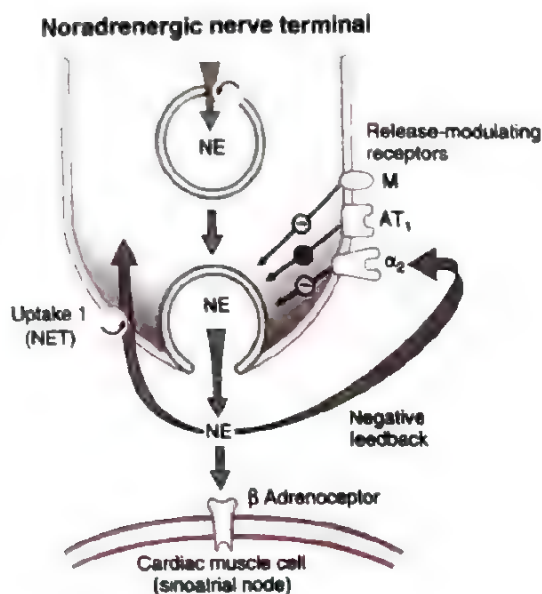 Noradrenergic nerve terminal
NE
Release-modulating
receptors
M
AT₁
α₂
NE
Uptake 1
(NET)
NE
Negative
feedback
β Adrenoceptor
Cardiac muscle cell
(sinoatrial node)